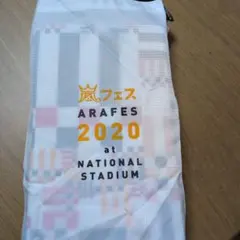 嵐フェス
ARAFES
2020
at
NATIONAL
STADIUM